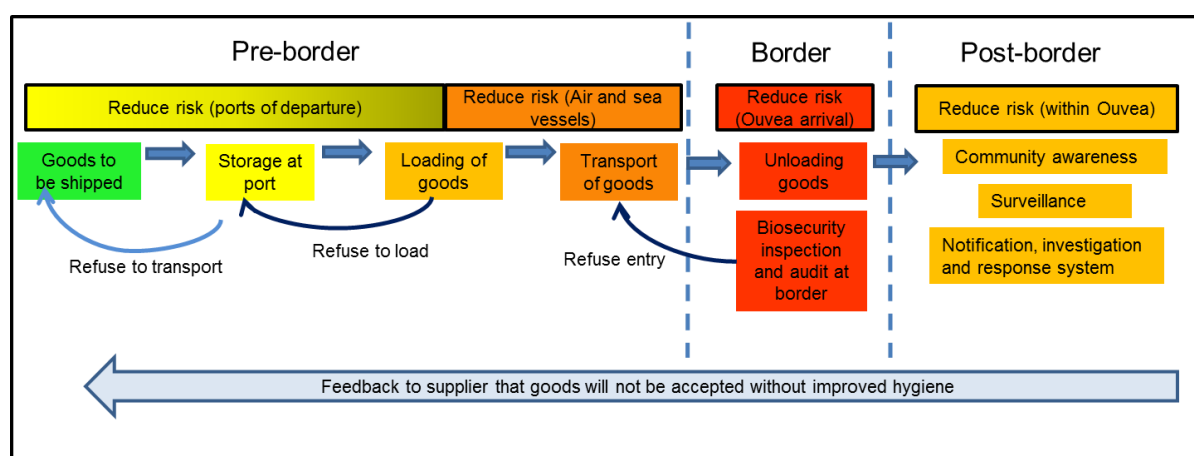 Pre-border
Border
Post-border
Reduce risk (ports of departure)
Reduce risk (Air and sea
vessels)
Reduce risk
(Ouvea arrival)
Reduce risk (within Ouvea)
Goods to
be shipped
Storage at
port
Loading of
goods
Transport
of goods
Unloading
goods
Community awareness
Surveillance
Notification, investigation
and response system
Biosecurity
inspection
and audit at
border
Refuse to transport
Refuse to load
Refuse entry
Feedback to supplier that goods will not be accepted without improved hygiene